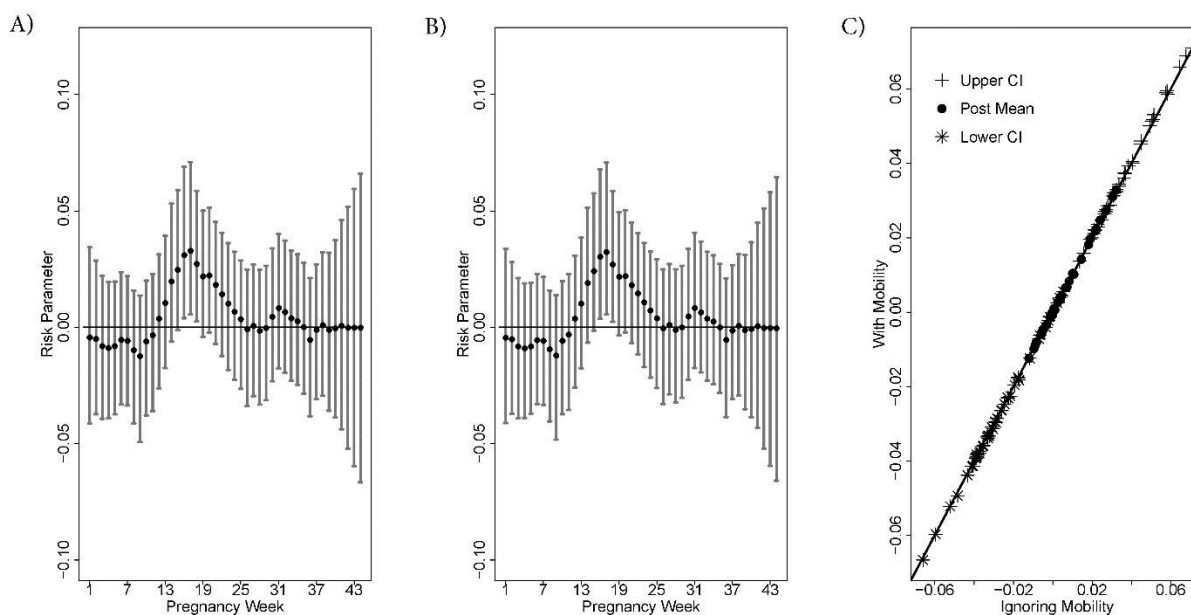 A)
0.10
0.05
0.00
−0.05
−0.10
Risk Parameter
1 7 13 19 25 31 37 43
Pregnancy Week
B)
0.10
0.05
0.00
−0.05
−0.10
Risk Parameter
1 7 13 19 25 31 37 43
Pregnancy Week
C)
Upper CI
Post Mean
Lower CI
0.06
0.04
0.02
0.00
−0.02
−0.04
−0.06
With Mobility
−0.06 −0.02 0.02 0.06
Ignoring Mobility